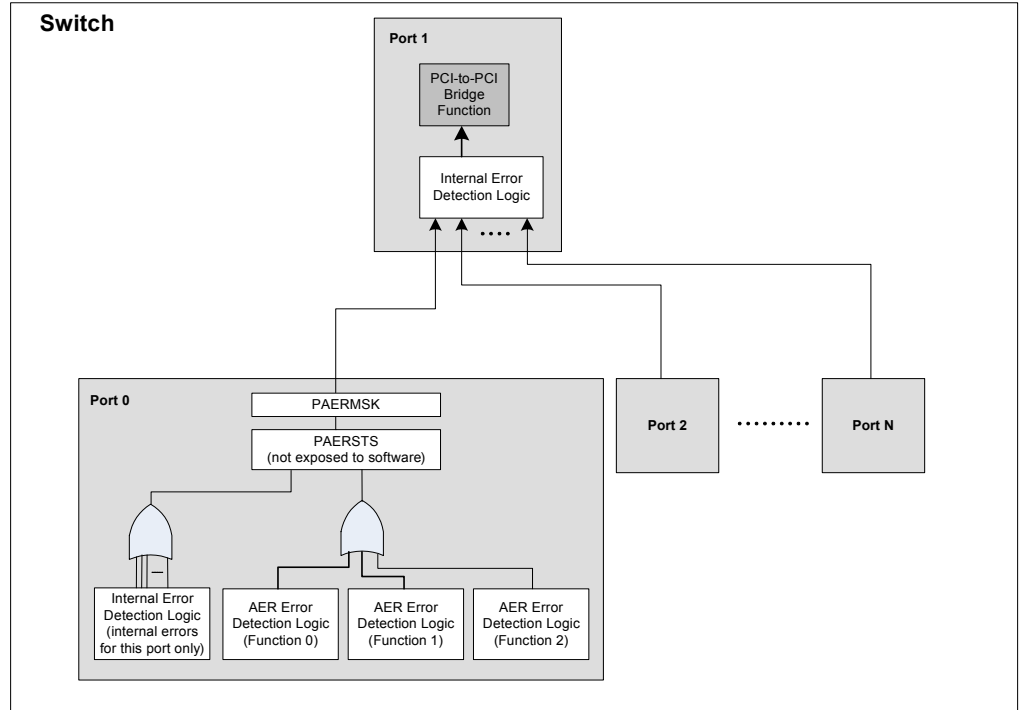 Switch
Port 1
PCI-to-PCI
Bridge
Function
Internal Error
Detection Logic
Port 0
PAERMSK
PAERSTS
(not exposed to software)
Port 2
Port N
Internal Error
Detection Logic
(internal errors
for this port only)
AER Error
Detection Logic
(Function 0)
AER Error
Detection Logic
(Function 1)
AER Error
Detection Logic
(Function 2)